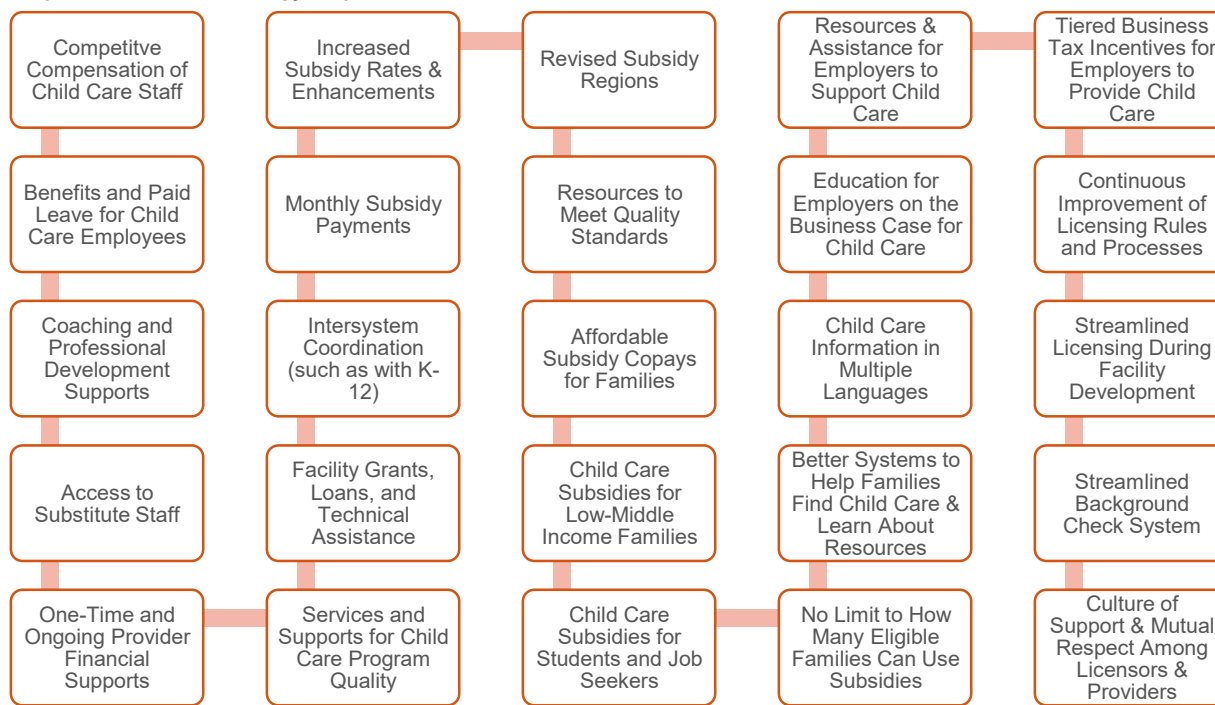 Competitve
Compensation of
Child Care Staff
Benefits and Paid
Leave for Child
Care Employees
Coaching and
Professional
Development
Supports
Access to
Substitute Staff
One-Time and
Ongoing Provider
Financial
Supports
Services and
Supports for Child
Care Program
Quality
Facility Grants,
Loans, and
Technical
Assistance
Intersystem
Coordination
(such as with K-
12)
Monthly Subsidy
Payments
Increased
Subsidy Rates &
Enhancements
Revised Subsidy
Regions
Resources to
Meet Quality
Standards
Affordable
Subsidy Copays
for Families
Child Care
Subsidies for
Low-Middle
Income Families
Child Care
Subsidies for
Students and Job
Seekers
No Limit to How
Many Eligible
Families Can Use
Subsidies
Better Systems to
Help Families
Find Child Care &
Learn About
Resources
Child Care
Information in
Multiple
Languages
Education for
Employers on the
Business Case for
Child Care
Resources &
Assistance for
Employers to
Support Child
Care
Tiered Business
Tax Incentives for
Employers to
Provide Child
Care
Continuous
Improvement of
Licensing Rules
and Processes
Streamlined
Licensing During
Facility
Development
Streamlined
Background
Check System
Culture of
Support & Mutual
Respect Among
Licensors &
Providers